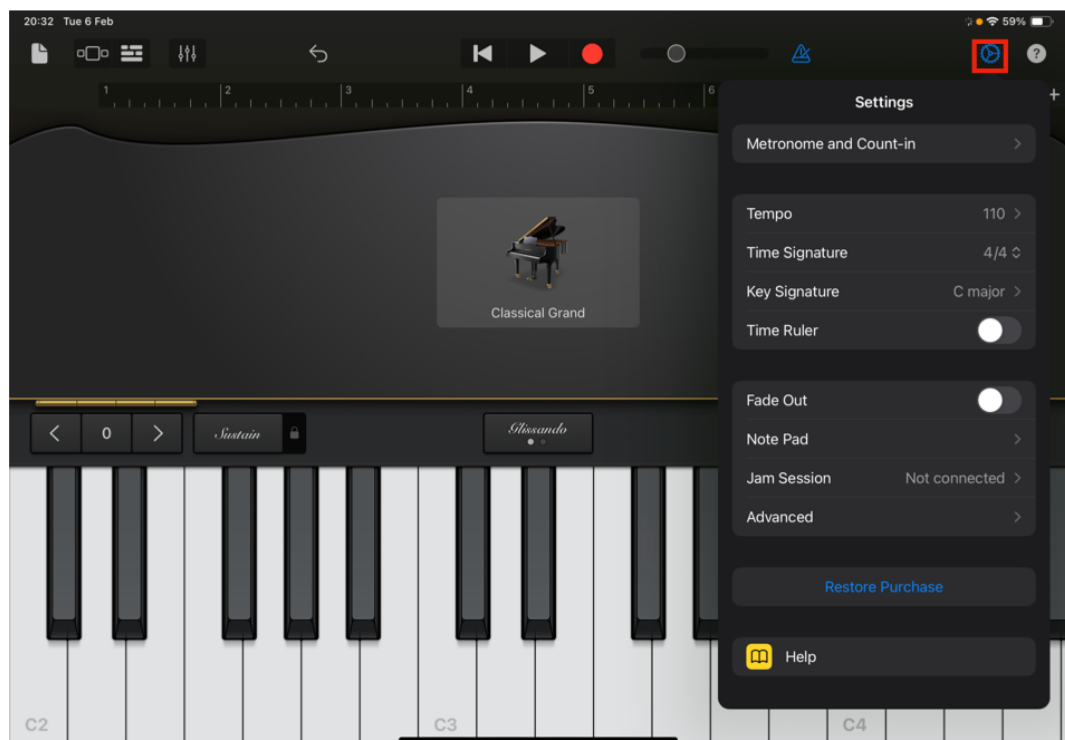 20:32 Tue 6 Feb
59%
?
1 2 3 4 5 6
+
Settings
Metronome and Count-in
Tempo 110
Time Signature 4/4
Key Signature C major
Time Ruler
Classical Grand
Fade Out
0 Sustain Glissando
Note Pad
Jam Session Not connected
Advanced
Restore Purchase
Help
C2 C3 C4